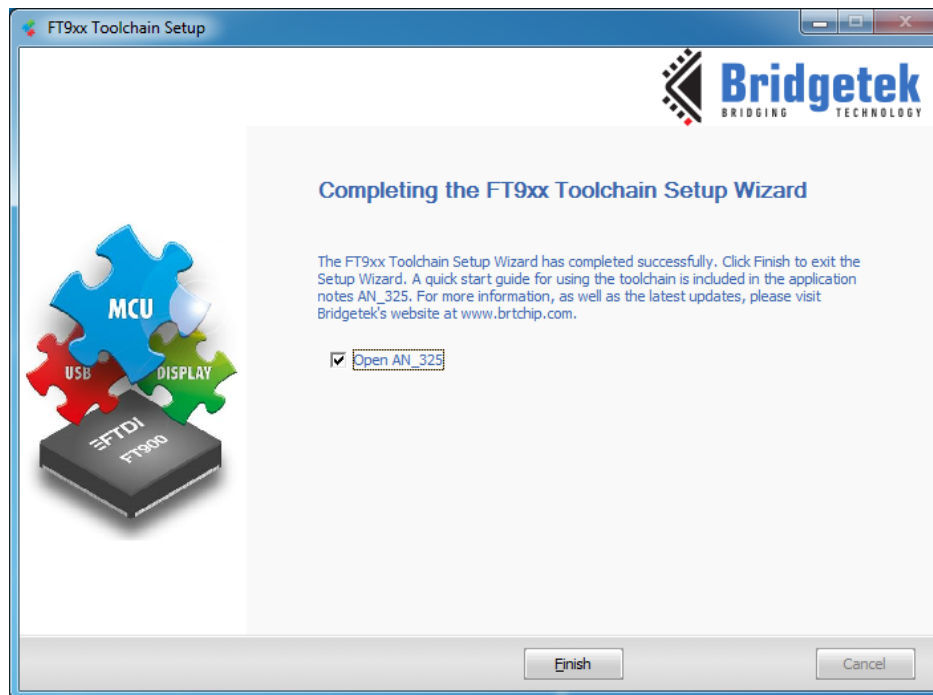 FT9xx Toolchain Setup
Bridgetek
BRIDGING TECHNOLOGY
Completing the FT9xx Toolchain Setup Wizard
The FT9xx Toolchain Setup Wizard has completed successfully. Click Finish to exit the
Setup Wizard. A quick start guide for using the toolchain is included in the application
notes AN_325. For more information, as well as the latest updates, please visit
Bridgetek's website at www.brtchip.com.
Open AN_325
MCU
USB
DISPLAY
FTDI
FT900
Finish
Cancel